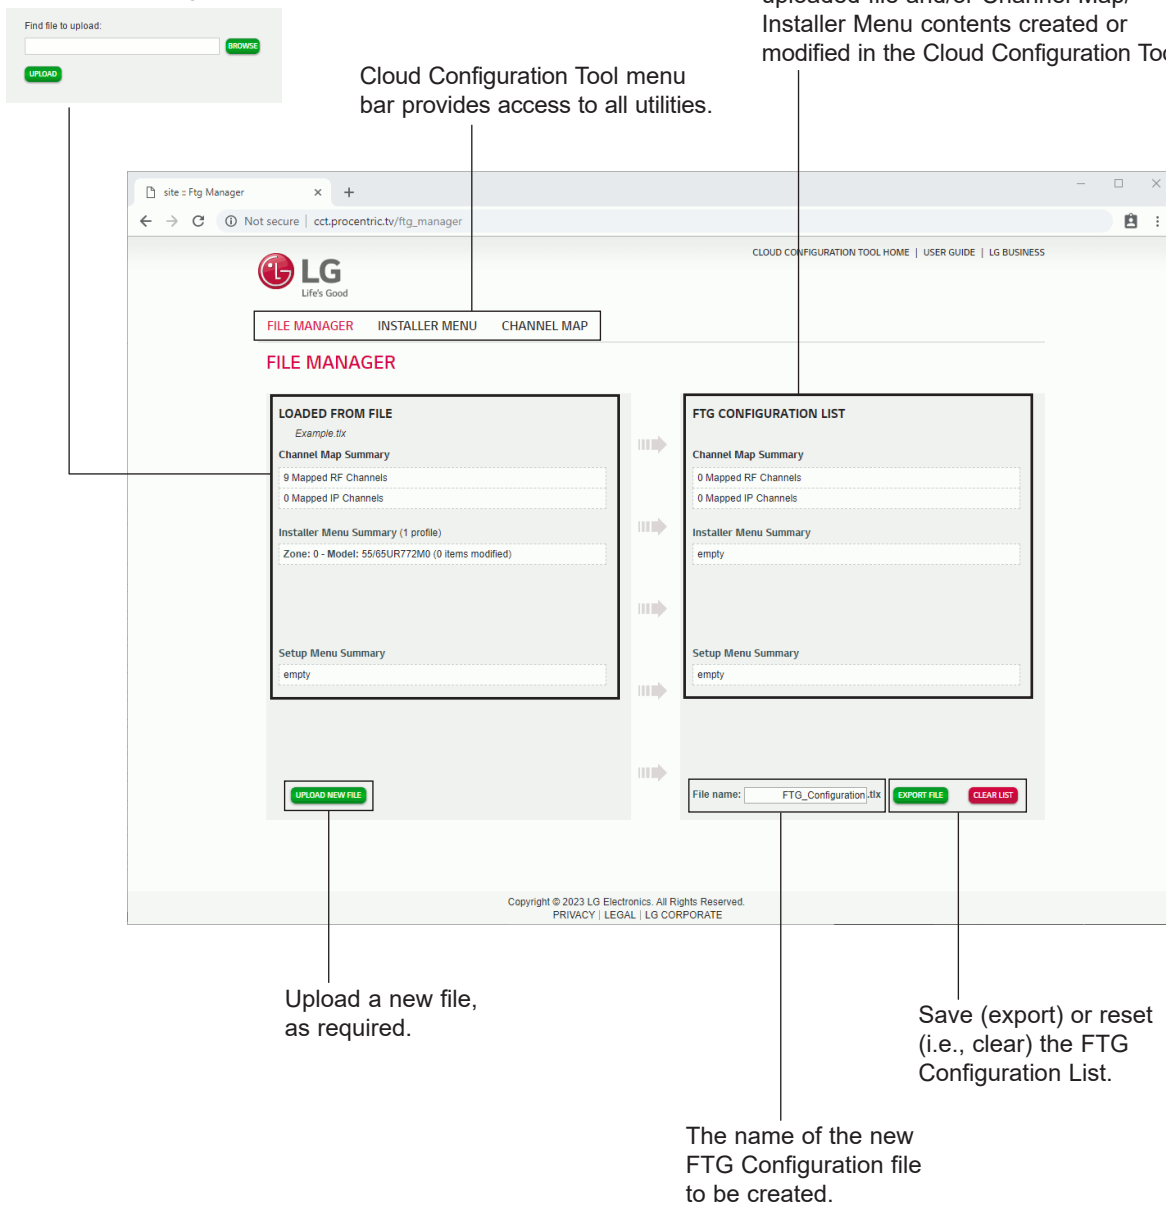 Find file to upload:
BROWSE
UPLOAD
uploaded file and/or Channel Map/
Installer Menu contents created or
modified in the Cloud Configuration Too
Cloud Configuration Tool menu
bar provides access to all utilities.
site :: Ftg Manager
Not secure | cct.procentric.tv/ftg_manager
CLOUD CONFIGURATION TOOL HOME | USER GUIDE | LG BUSINESS
LG
Life's Good
FILE MANAGER INSTALLER MENU CHANNEL MAP
FILE MANAGER
LOADED FROM FILE
Example.tlx
Channel Map Summary
9 Mapped RF Channels
0 Mapped IP Channels
Installer Menu Summary (1 profile)
Zone: 0 - Model: 55/65UR772M0 (0 items modified)
Setup Menu Summary
empty
UPLOAD NEW FILE
FTG CONFIGURATION LIST
Channel Map Summary
0 Mapped RF Channels
0 Mapped IP Channels
Installer Menu Summary
empty
Setup Menu Summary
empty
File name: FTG_Configuration .tlx EXPORT FILE CLEAR LIST
Copyright © 2023 LG Electronics. All Rights Reserved.
PRIVACY | LEGAL | LG CORPORATE
Upload a new file,
as required.
Save (export) or reset
(i.e., clear) the FTG
Configuration List.
The name of the new
FTG Configuration file
to be created.